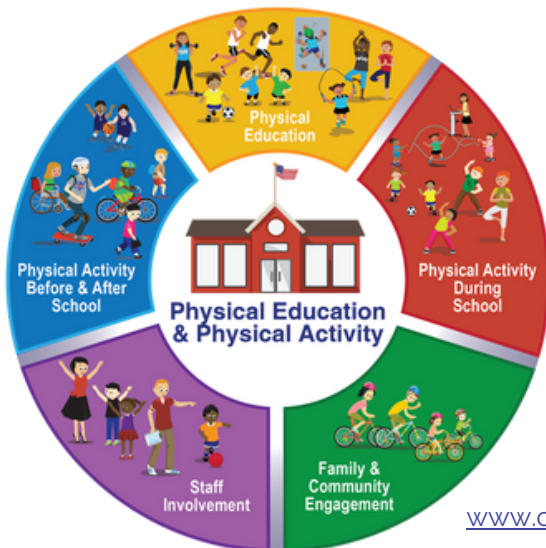 Physical
Education
Physical Activity
Before & After
School
Physical Activity
During
School
Physical Education
& Physical Activity
Staff
Involvement
Family &
Community
Engagement
www.c